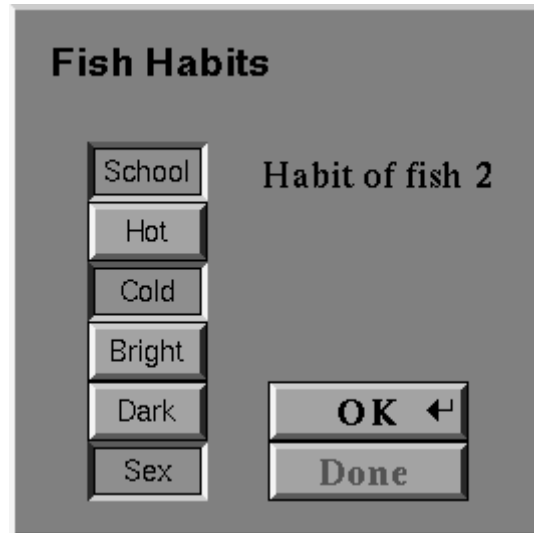 Fish Habits
School
Habit of fish 2
Hot
Cold
Bright
Dark
OK
Sex
Done